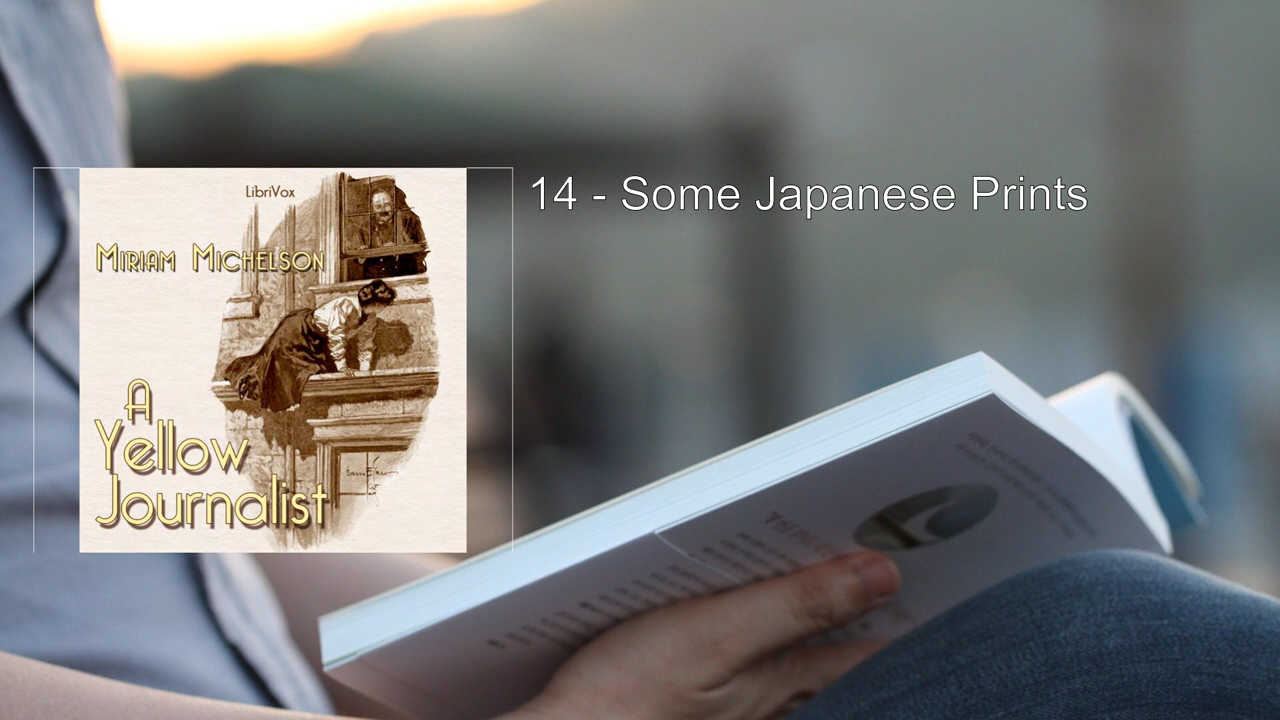 LibriVox
Miriam Michelson
A
Yellow
Journalist
14 - Some Japanese Prints